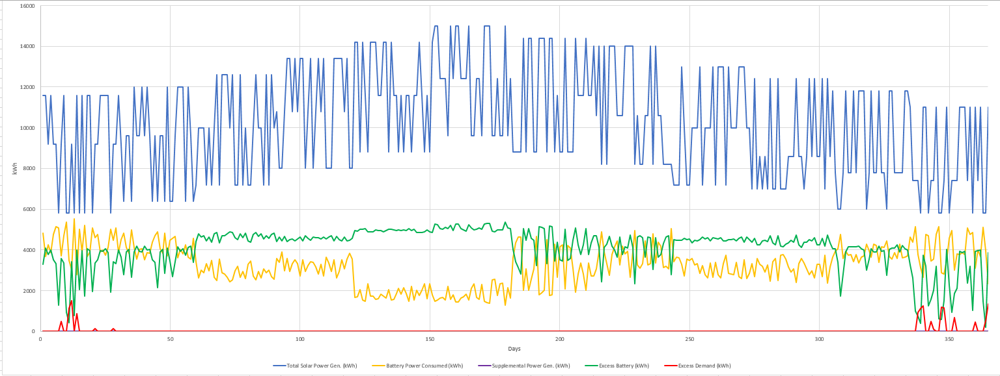 16000
14000
12000
10000
8000
6000
4000
2000
0
kWh
0 50 100 150 200 250 300 350
Days
Total Solar Power Gen. (kWh) Battery Power Consumed (kWh) Supplemental Power Gen. (kWh) Excess Battery (kWh) Excess Demand (kWh)